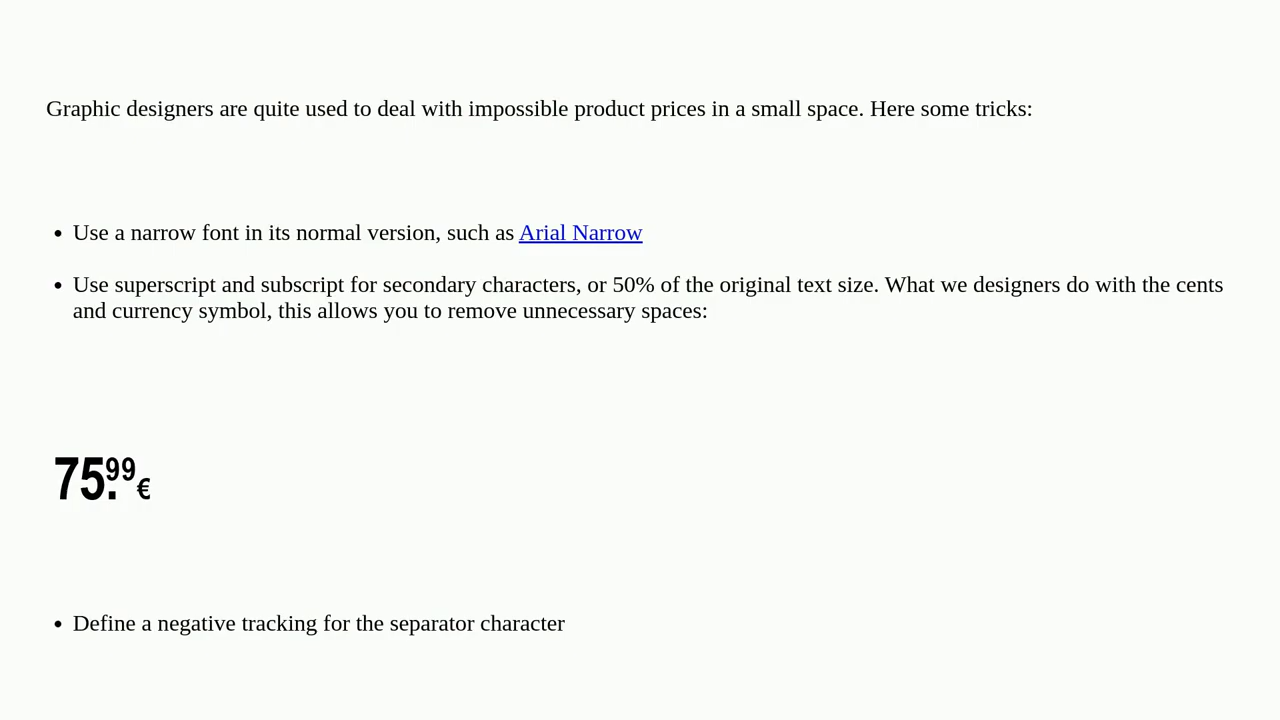 Graphic designers are quite used to deal with impossible product prices in a small space. Here some tricks:
• Use a narrow font in its normal version, such as Arial Narrow
• Use superscript and subscript for secondary characters, or 50% of the original text size. What we designers do with the cents
and currency symbol, this allows you to remove unnecessary spaces:
75.99€
• Define a negative tracking for the separator character